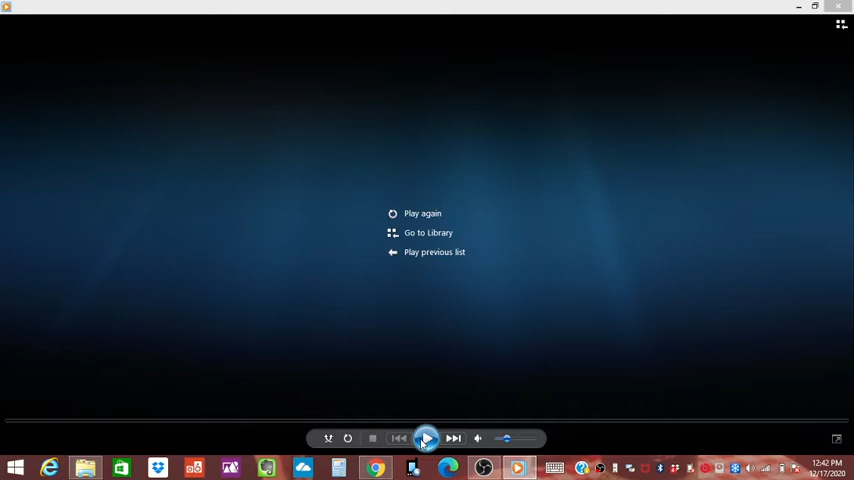 Play again
Go to Library
Play previous list
12:42 PM
12/17/2020